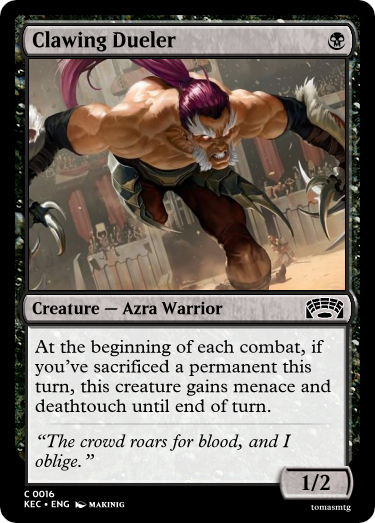 Clawing Dueler
Creature — Azra Warrior
At the beginning of each combat, if
you've sacrificed a permanent this
turn, this creature gains menace and
deathtouch until end of turn.
“The crowd roars for blood, and I
oblige.”
1/2
C 0016
KEC • ENG MAKINIG
tomasmtg